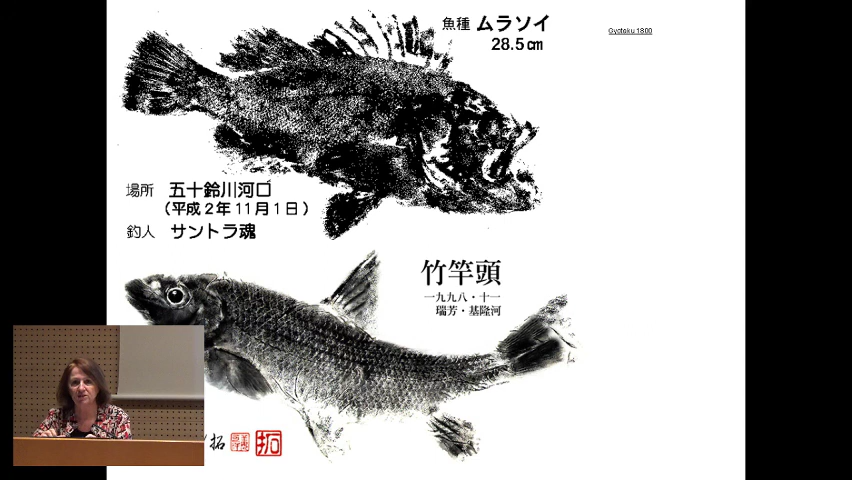 魚種 ムラソイ
28.5㎝
Gyotaku 1800
場所 五十鈴川河口
（平成２年 11 月１日）
釣人 サントラ魂
竹竿頭
一九九八・十一
瑞芳・基隆河
拓
拓